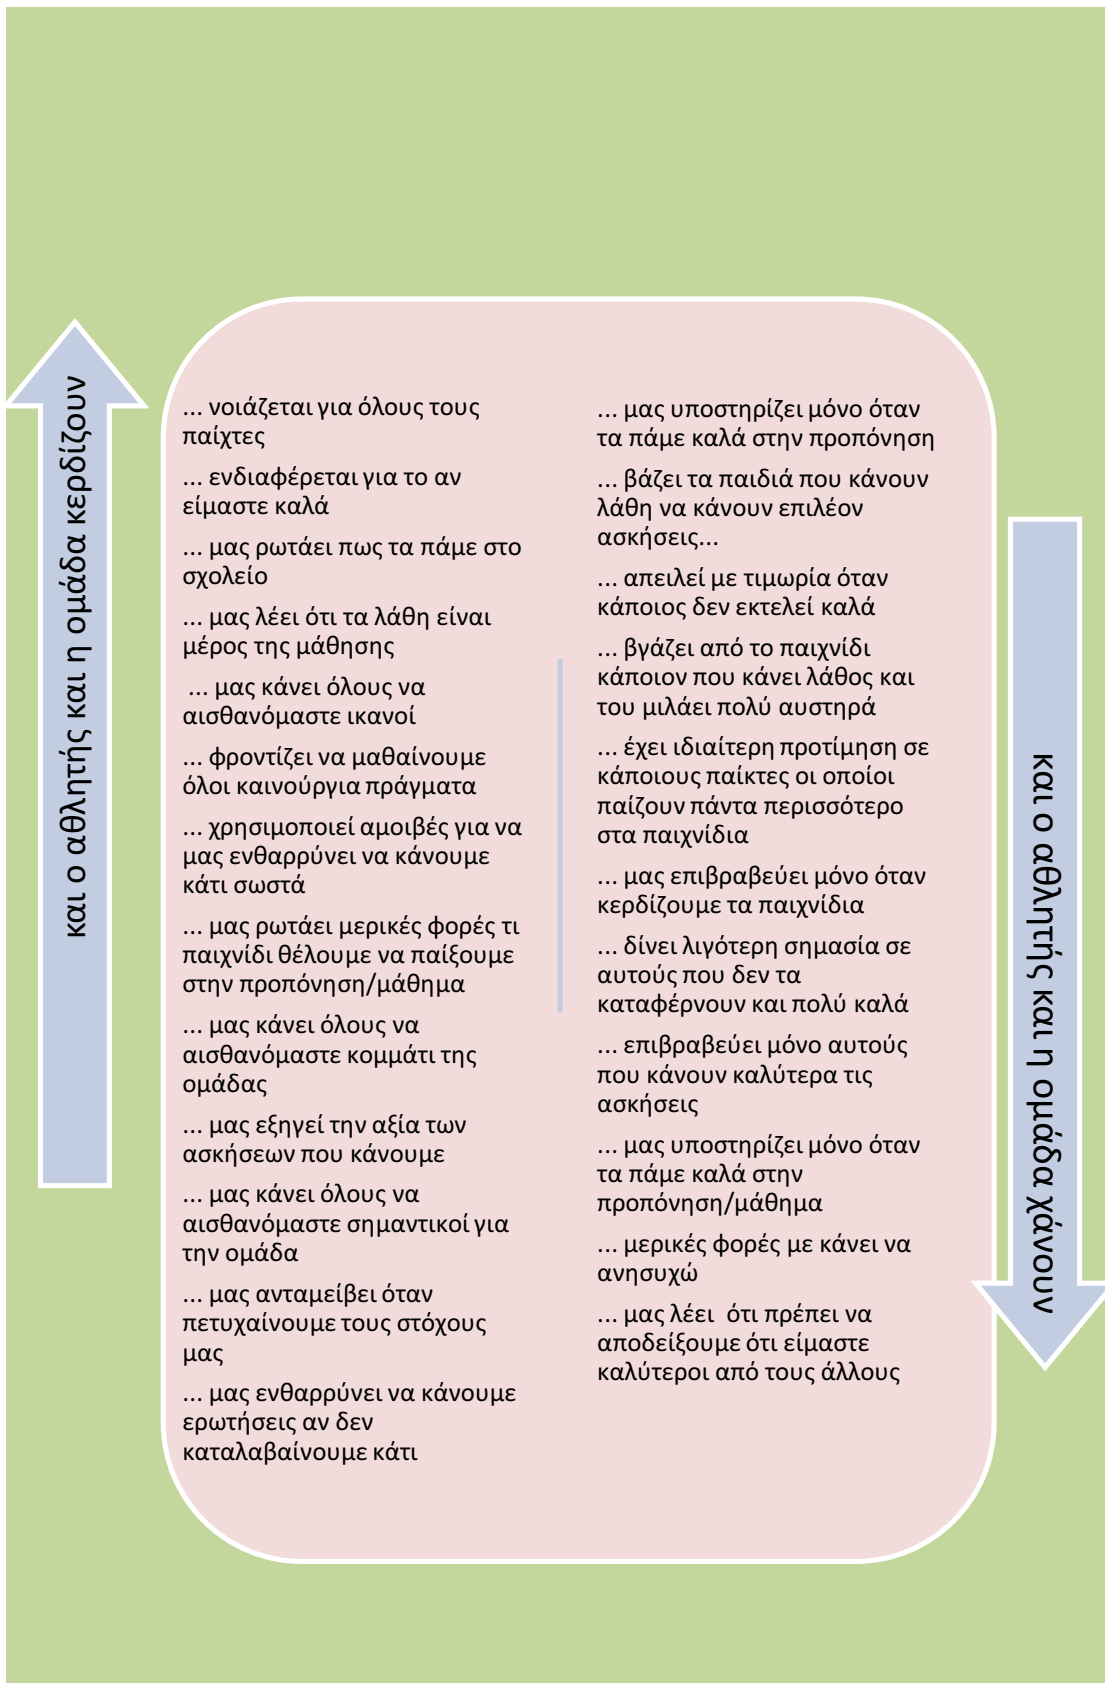 και ο αθλητής και η ομάδα κερδίζουν
... νοιάζεται για όλους τους
παίχτες
... ενδιαφέρεται για το αν
είμαστε καλά
... μας ρωτάει πως τα πάμε στο
σχολείο
... μας λέει ότι τα λάθη είναι
μέρος της μάθησης
... μας κάνει όλους να
αισθανόμαστε ικανοί
... φροντίζει να μαθαίνουμε
όλοι καινούργια πράγματα
... χρησιμοποιεί αμοιβές για να
μας ενθαρρύνει να κάνουμε
κάτι σωστά
... μας ρωτάει μερικές φορές τι
παιχνίδι θέλουμε να παίξουμε
στην προπόνηση/μάθημα
... μας κάνει όλους να
αισθανόμαστε κομμάτι της
ομάδας
... μας εξηγεί την αξία των
ασκήσεων που κάνουμε
... μας κάνει όλους να
αισθανόμαστε σημαντικοί για
την ομάδα
... μας ανταμείβει όταν
πετυχαίνουμε τους στόχους
μας
... μας ενθαρρύνει να κάνουμε
ερωτήσεις αν δεν
καταλαβαίνουμε κάτι
... μας υποστηρίζει μόνο όταν
τα πάμε καλά στην προπόνηση
... βάζει τα παιδιά που κάνουν
λάθη να κάνουν επιλέον
ασκήσεις...
... απειλεί με τιμωρία όταν
κάποιος δεν εκτελεί καλά
... βγάζει από το παιχνίδι
κάποιον που κάνει λάθος και
του μιλάει πολύ αυστηρά
... έχει ιδιαίτερη προτίμηση σε
κάποιους παίκτες οι οποίοι
παίζουν πάντα περισσότερο
στα παιχνίδια
... μας επιβραβεύει μόνο όταν
κερδίζουμε τα παιχνίδια
... δίνει λιγότερη σημασία σε
αυτούς που δεν τα
καταφέρνουν και πολύ καλά
... επιβραβεύει μόνο αυτούς
που κάνουν καλύτερα τις
ασκήσεις
... μας υποστηρίζει μόνο όταν
τα πάμε καλά στην
προπόνηση/μάθημα
... μερικές φορές με κάνει να
ανησυχώ
... μας λέει ότι πρέπει να
αποδείξουμε ότι είμαστε
καλύτεροι από τους άλλους
και ο αθλητής και η ομάδα χάνουν